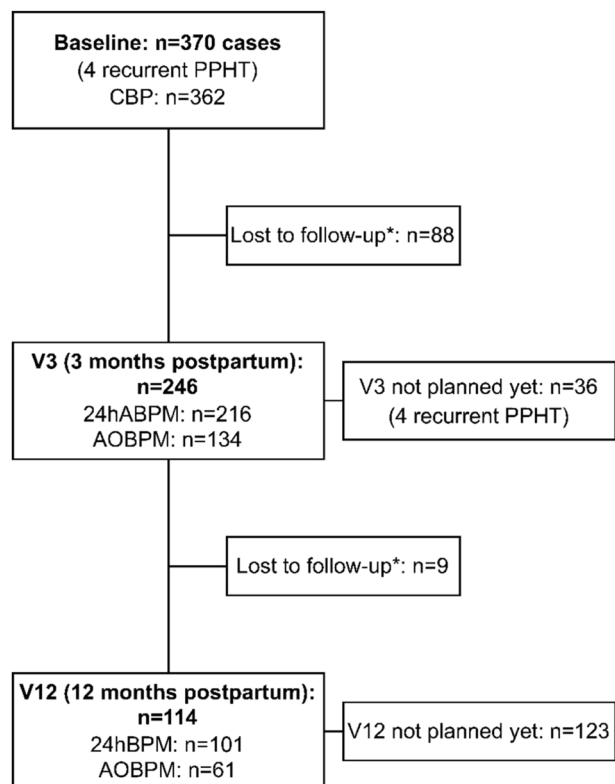 Baseline: n=370 cases
(4 recurrent PPHT)
CBP: n=362
Lost to follow-up*: n=88
V3 (3 months postpartum):
n=246
24hABPM: n=216
AOBPM: n=134
V3 not planned yet: n=36
(4 recurrent PPHT)
Lost to follow-up*: n=9
V12 (12 months postpartum):
n=114
24hBPM: n=101
AOBPM: n=61
V12 not planned yet: n=123